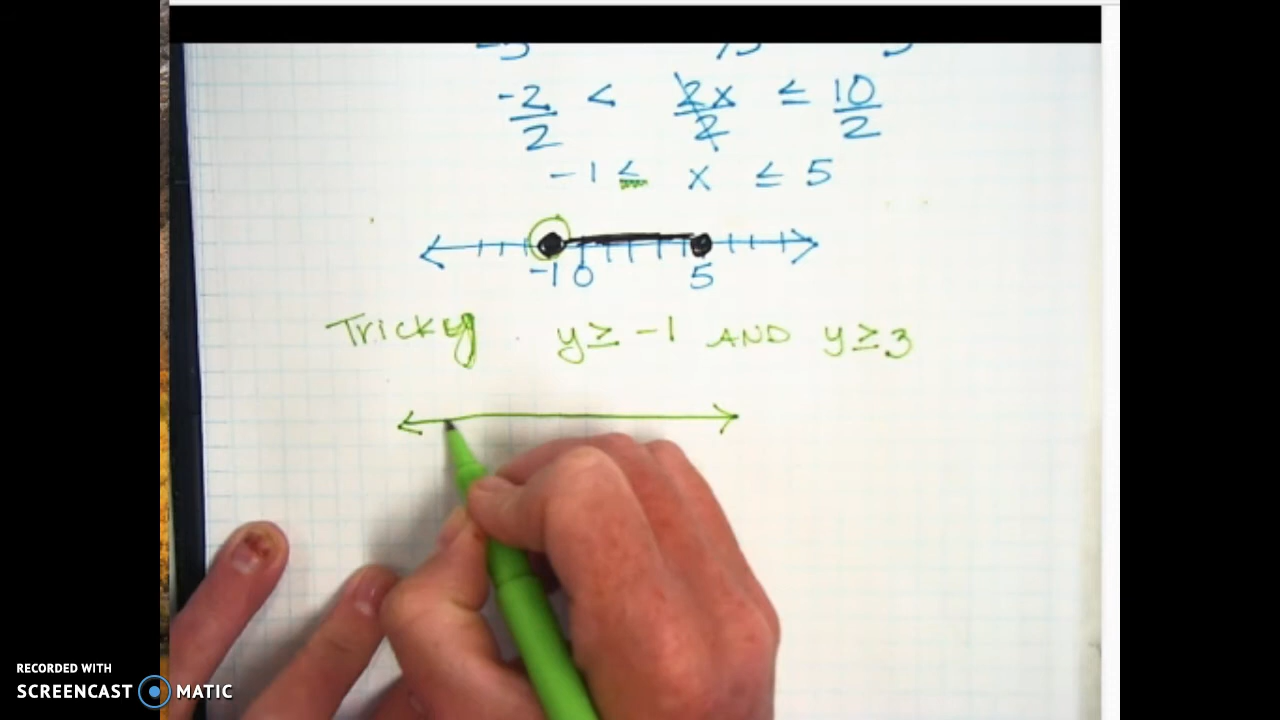 -2/2 < 2x/2 ≤ 10/2
-1 ≤ x ≤ 5
-1 0 5
Tricky y ≥ -1 AND y ≥ 3
RECORDED WITH
SCREENCAST MATIC